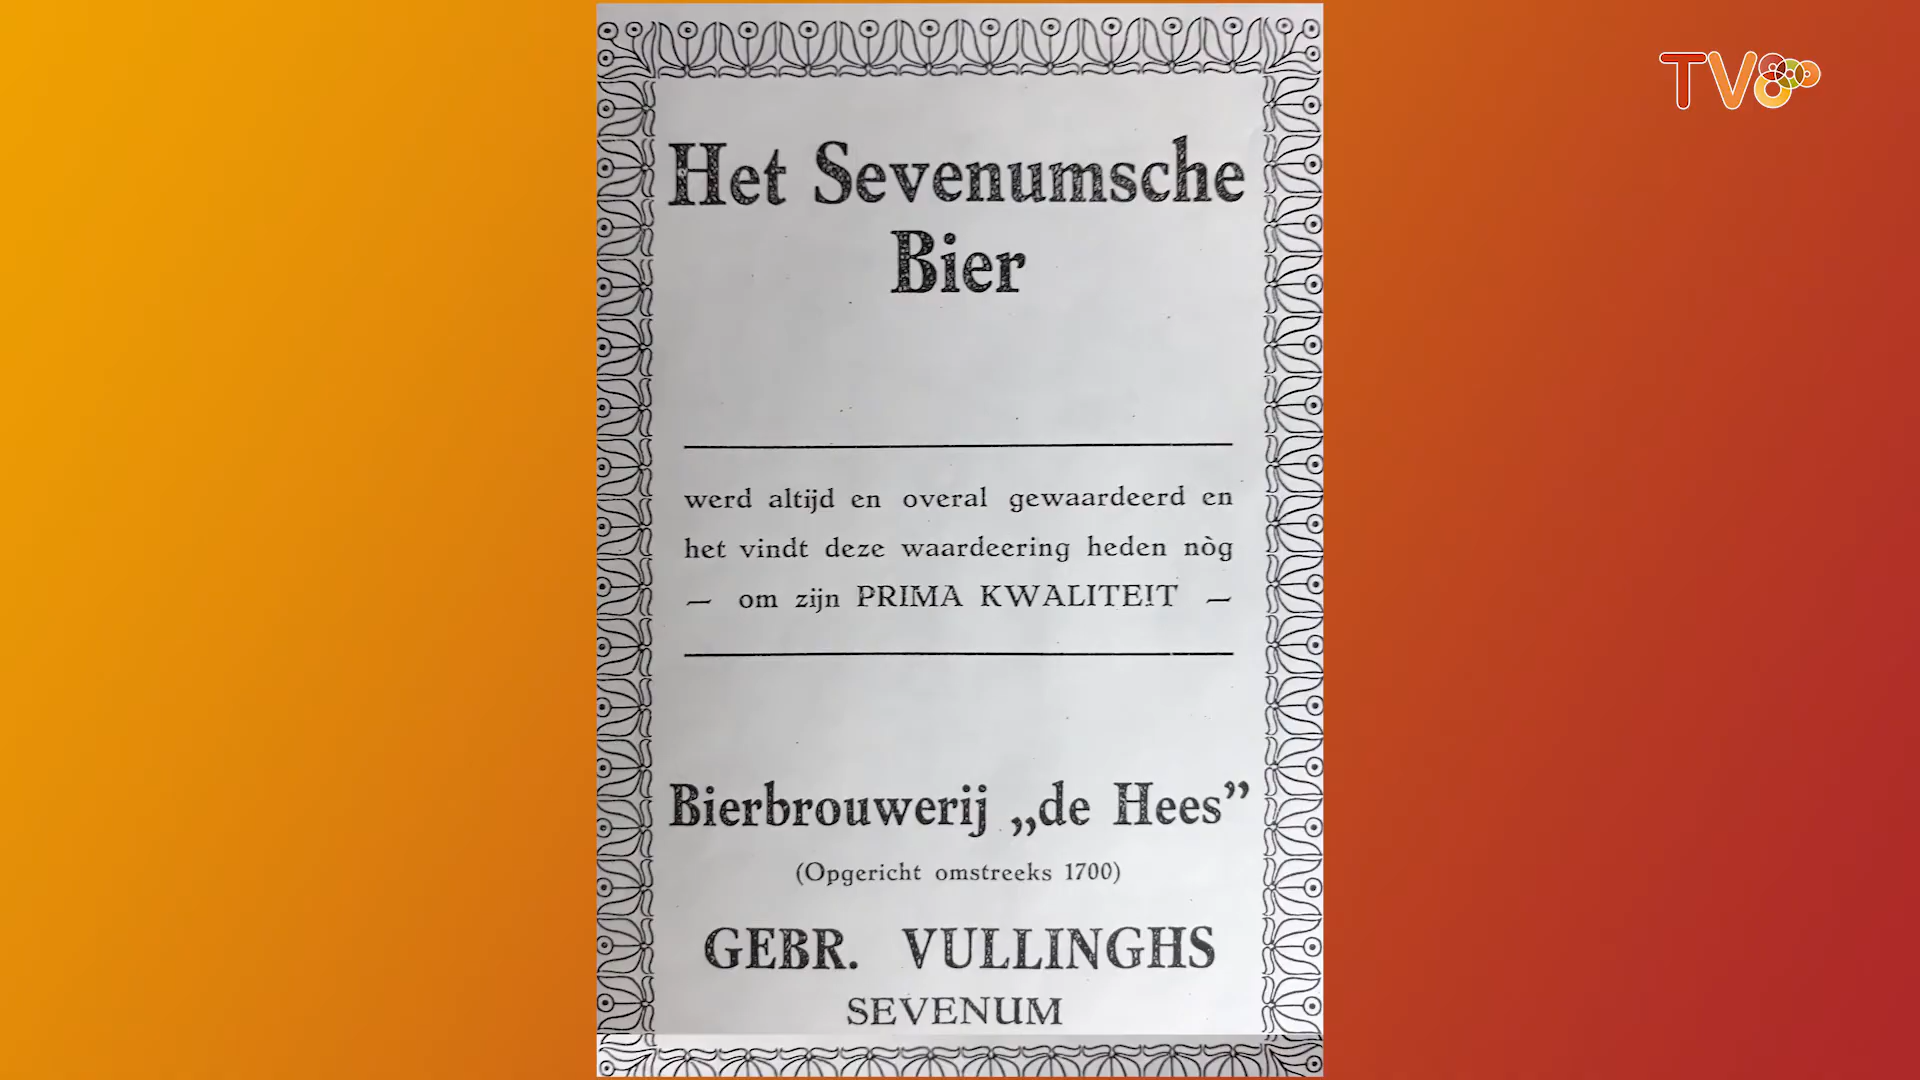 TV8
Het Sevenumsche
Bier
werd altijd en overal gewaardeerd en
het vindt deze waardeering heden nòg
— om zijn PRIMA KWALITEIT —
Bierbrouwerij „de Hees”
(Opgericht omstreeks 1700)
GEBR. VULLINGHS
SEVENUM